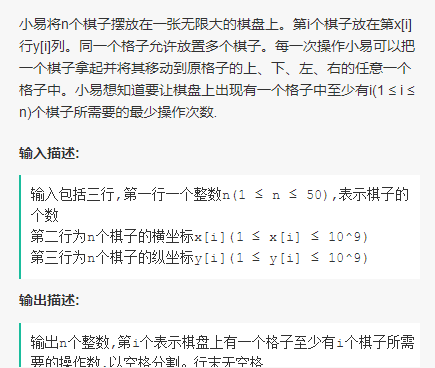 小易将n个棋子摆放在一张无限大的棋盘上。第i个棋子放在第x[i]
行y[i]列。同一个格子允许放置多个棋子。每一次操作小易可以把
一个棋子拿起并将其移动到原格子的上、下、左、右的任意一个
格子中。小易想知道要让棋盘上出现有一个格子中至少有i(1 ≤ i ≤
n)个棋子所需要的最少操作次数.
输入描述:
输入包括三行,第一行一个整数n(1 ≤ n ≤ 50),表示棋子的
个数
第二行为n个棋子的横坐标x[i](1 ≤ x[i] ≤ 10^9)
第三行为n个棋子的纵坐标y[i](1 ≤ y[i] ≤ 10^9)
输出描述:
输出n个整数,第i个表示棋盘上有一个格子至少有i个棋子所需
要的操作数,以空格分割。行末无空格